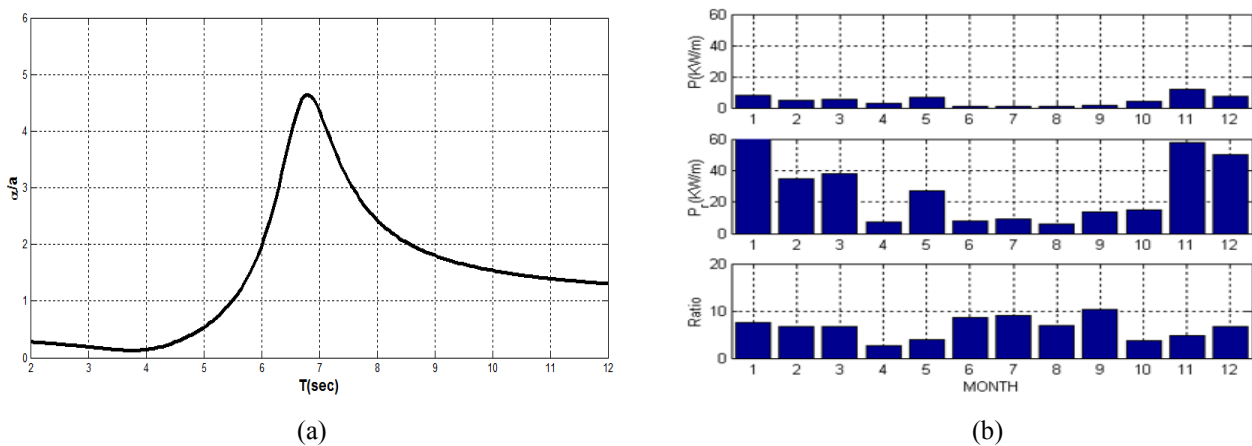 6
5
4
3
2
1
0
α/a
2 3 4 5 6 7 8 9 10 11 12
T(sec)
(a)
P(KW/m)
60
40
20
0
1 2 3 4 5 6 7 8 9 10 11 12
Pr(KW/m)
60
40
20
0
1 2 3 4 5 6 7 8 9 10 11 12
Ratio
20
10
0
1 2 3 4 5 6 7 8 9 10 11 12
MONTH
(b)